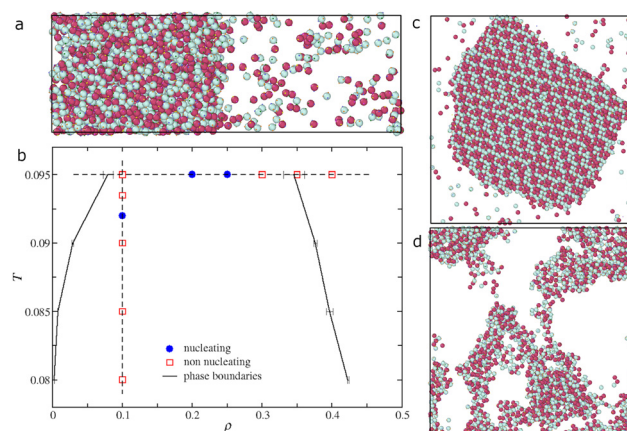 a
b
c
d
0.095
0.09
0.085
0.08
T
nucleating
non nucleating
phase boundaries
0 0.1 0.2 0.3 0.4 0.5
ρ